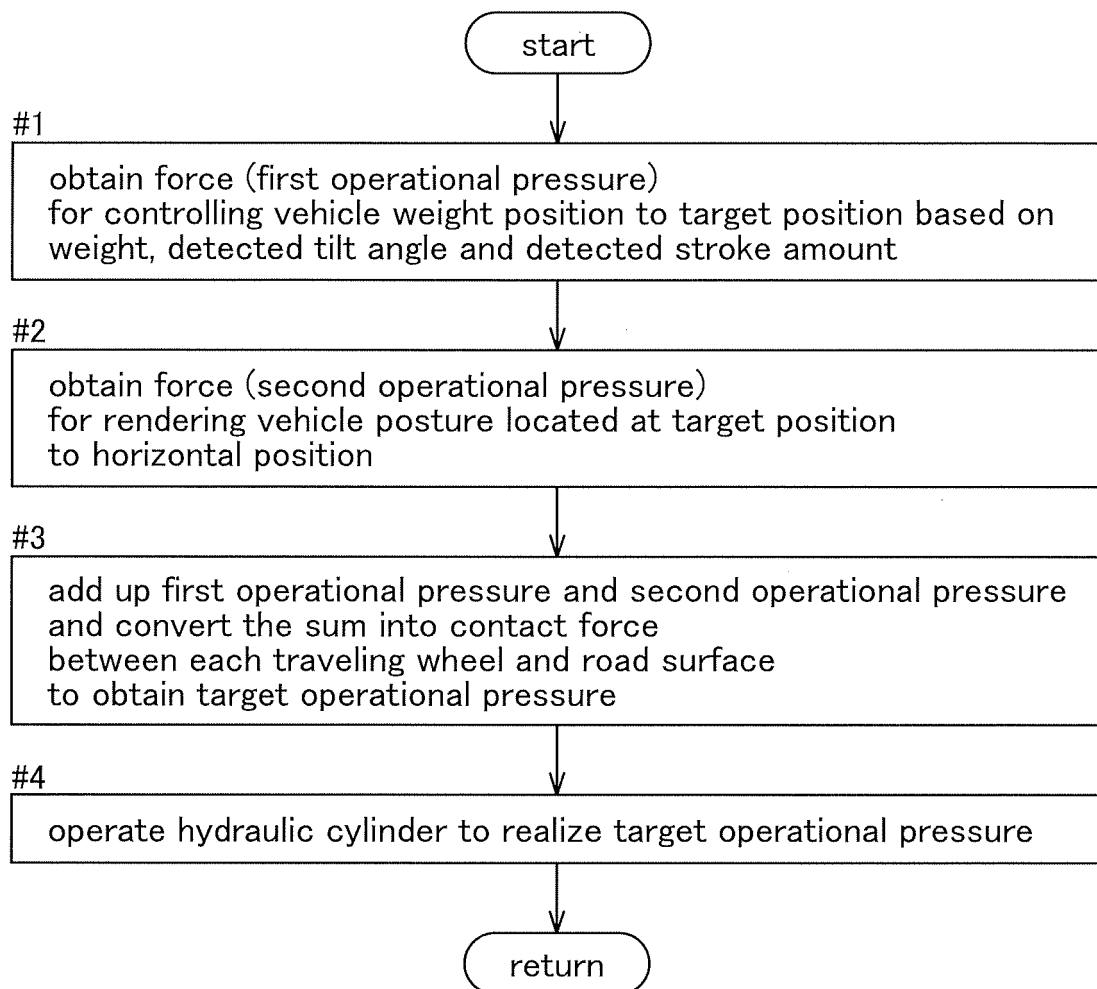 start
#1
obtain force (first operational pressure)
for controlling vehicle weight position to target position based on
weight, detected tilt angle and detected stroke amount
#2
obtain force (second operational pressure)
for rendering vehicle posture located at target position
to horizontal position
#3
add up first operational pressure and second operational pressure
and convert the sum into contact force
between each traveling wheel and road surface
to obtain target operational pressure
#4
operate hydraulic cylinder to realize target operational pressure
return